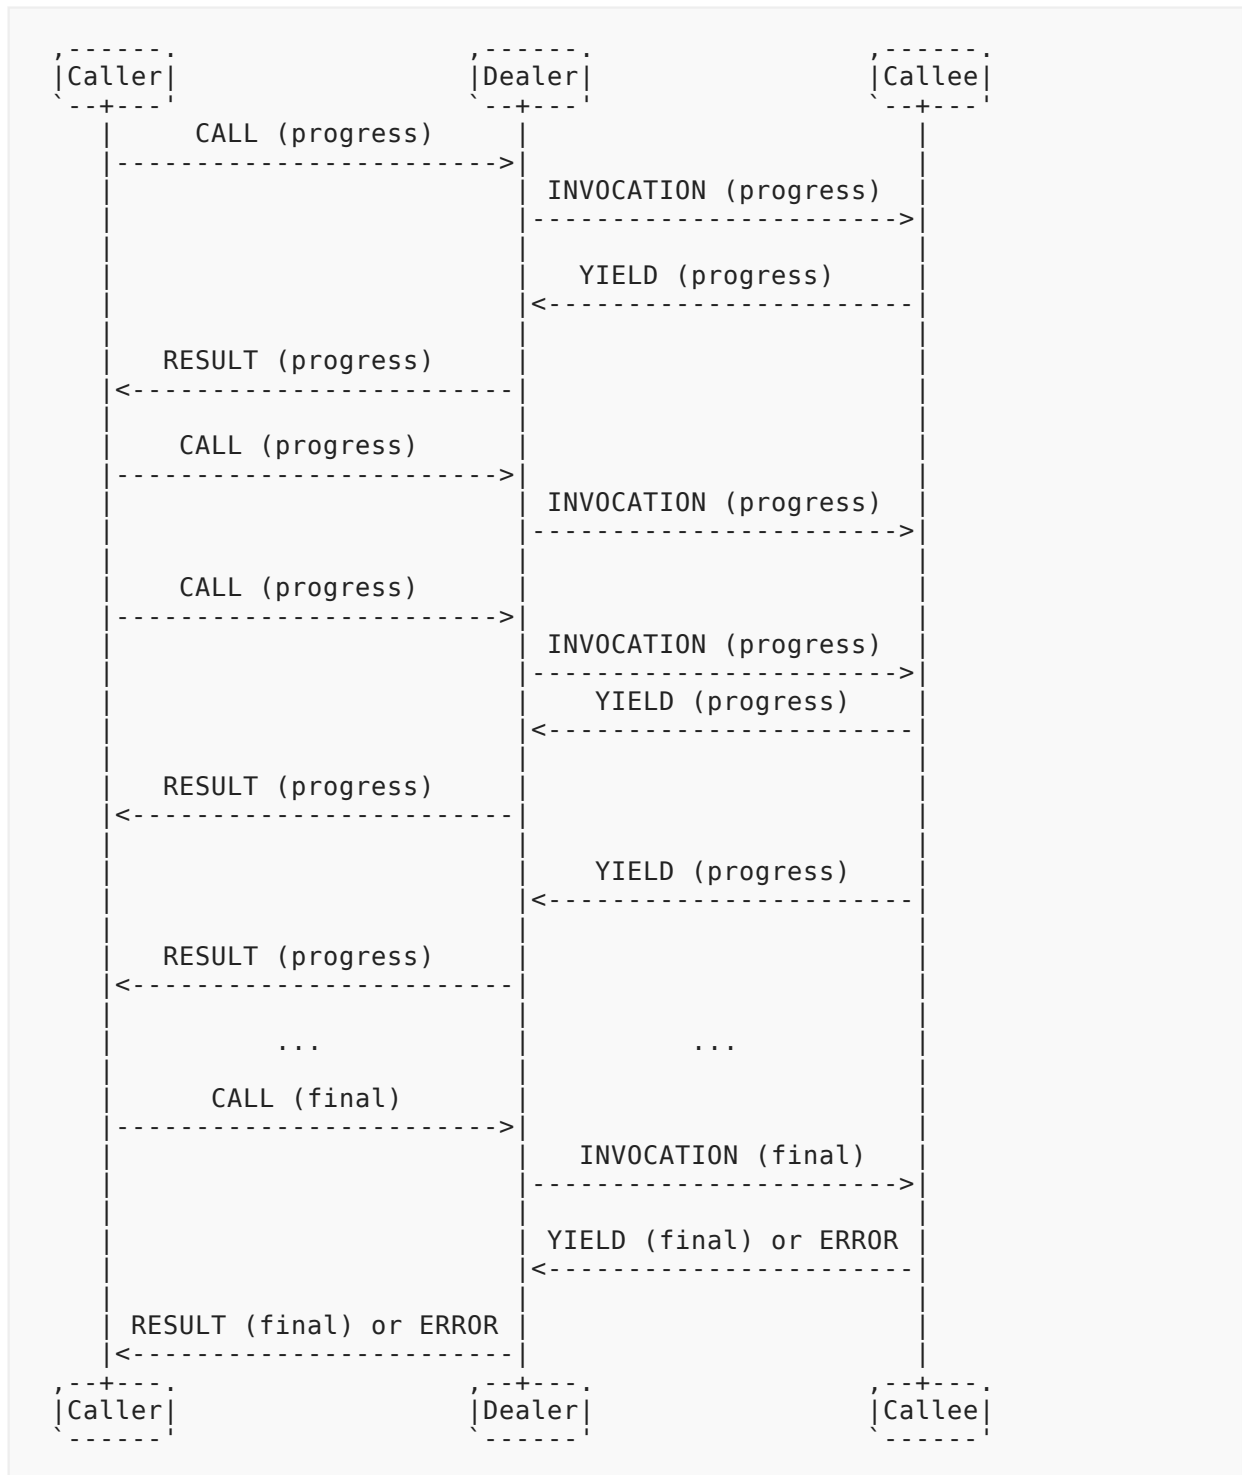 Caller Dealer Callee
CALL (progress)
INVOCATION (progress)
YIELD (progress)
RESULT (progress)
CALL (progress)
INVOCATION (progress)
CALL (progress)
INVOCATION (progress)
YIELD (progress)
RESULT (progress)
YIELD (progress)
RESULT (progress)
... ...
CALL (final)
INVOCATION (final)
YIELD (final) or ERROR
RESULT (final) or ERROR
Caller Dealer Callee